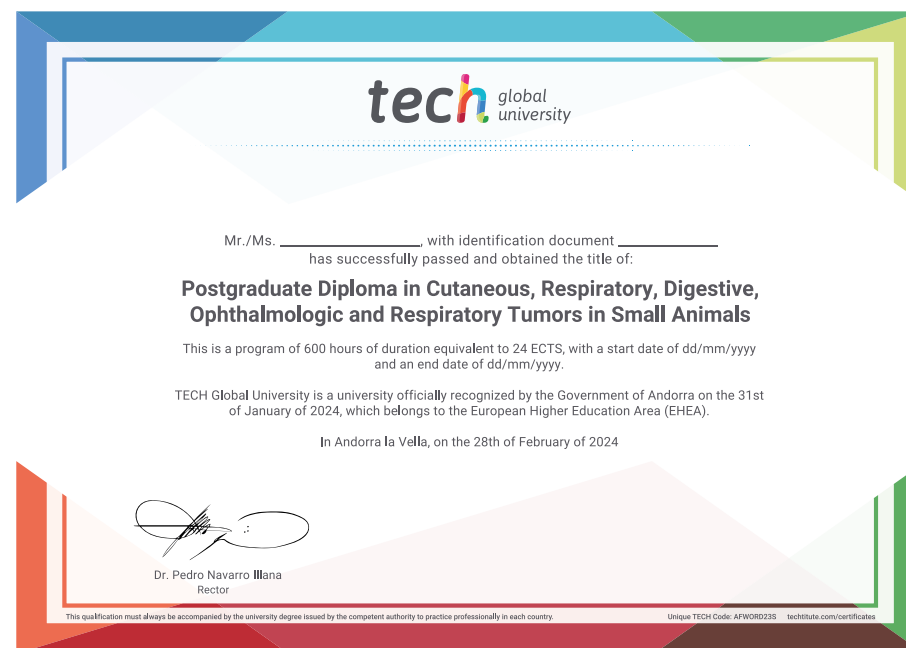 tech global university
Mr./Ms. ____________________, with identification document ______________
has successfully passed and obtained the title of:
Postgraduate Diploma in Cutaneous, Respiratory, Digestive,
Ophthalmologic and Respiratory Tumors in Small Animals
This is a program of 600 hours of duration equivalent to 24 ECTS, with a start date of dd/mm/yyyy
and an end date of dd/mm/yyyy.
TECH Global University is a university officially recognized by the Government of Andorra on the 31st
of January of 2024, which belongs to the European Higher Education Area (EHEA).
In Andorra la Vella, on the 28th of February of 2024
Dr. Pedro Navarro Illana
Rector
This qualification must always be accompanied by the university degree issued by the competent authority to practice professionally in each country.
Unique TECH Code: AFWORD23S techtitute.com/certificates